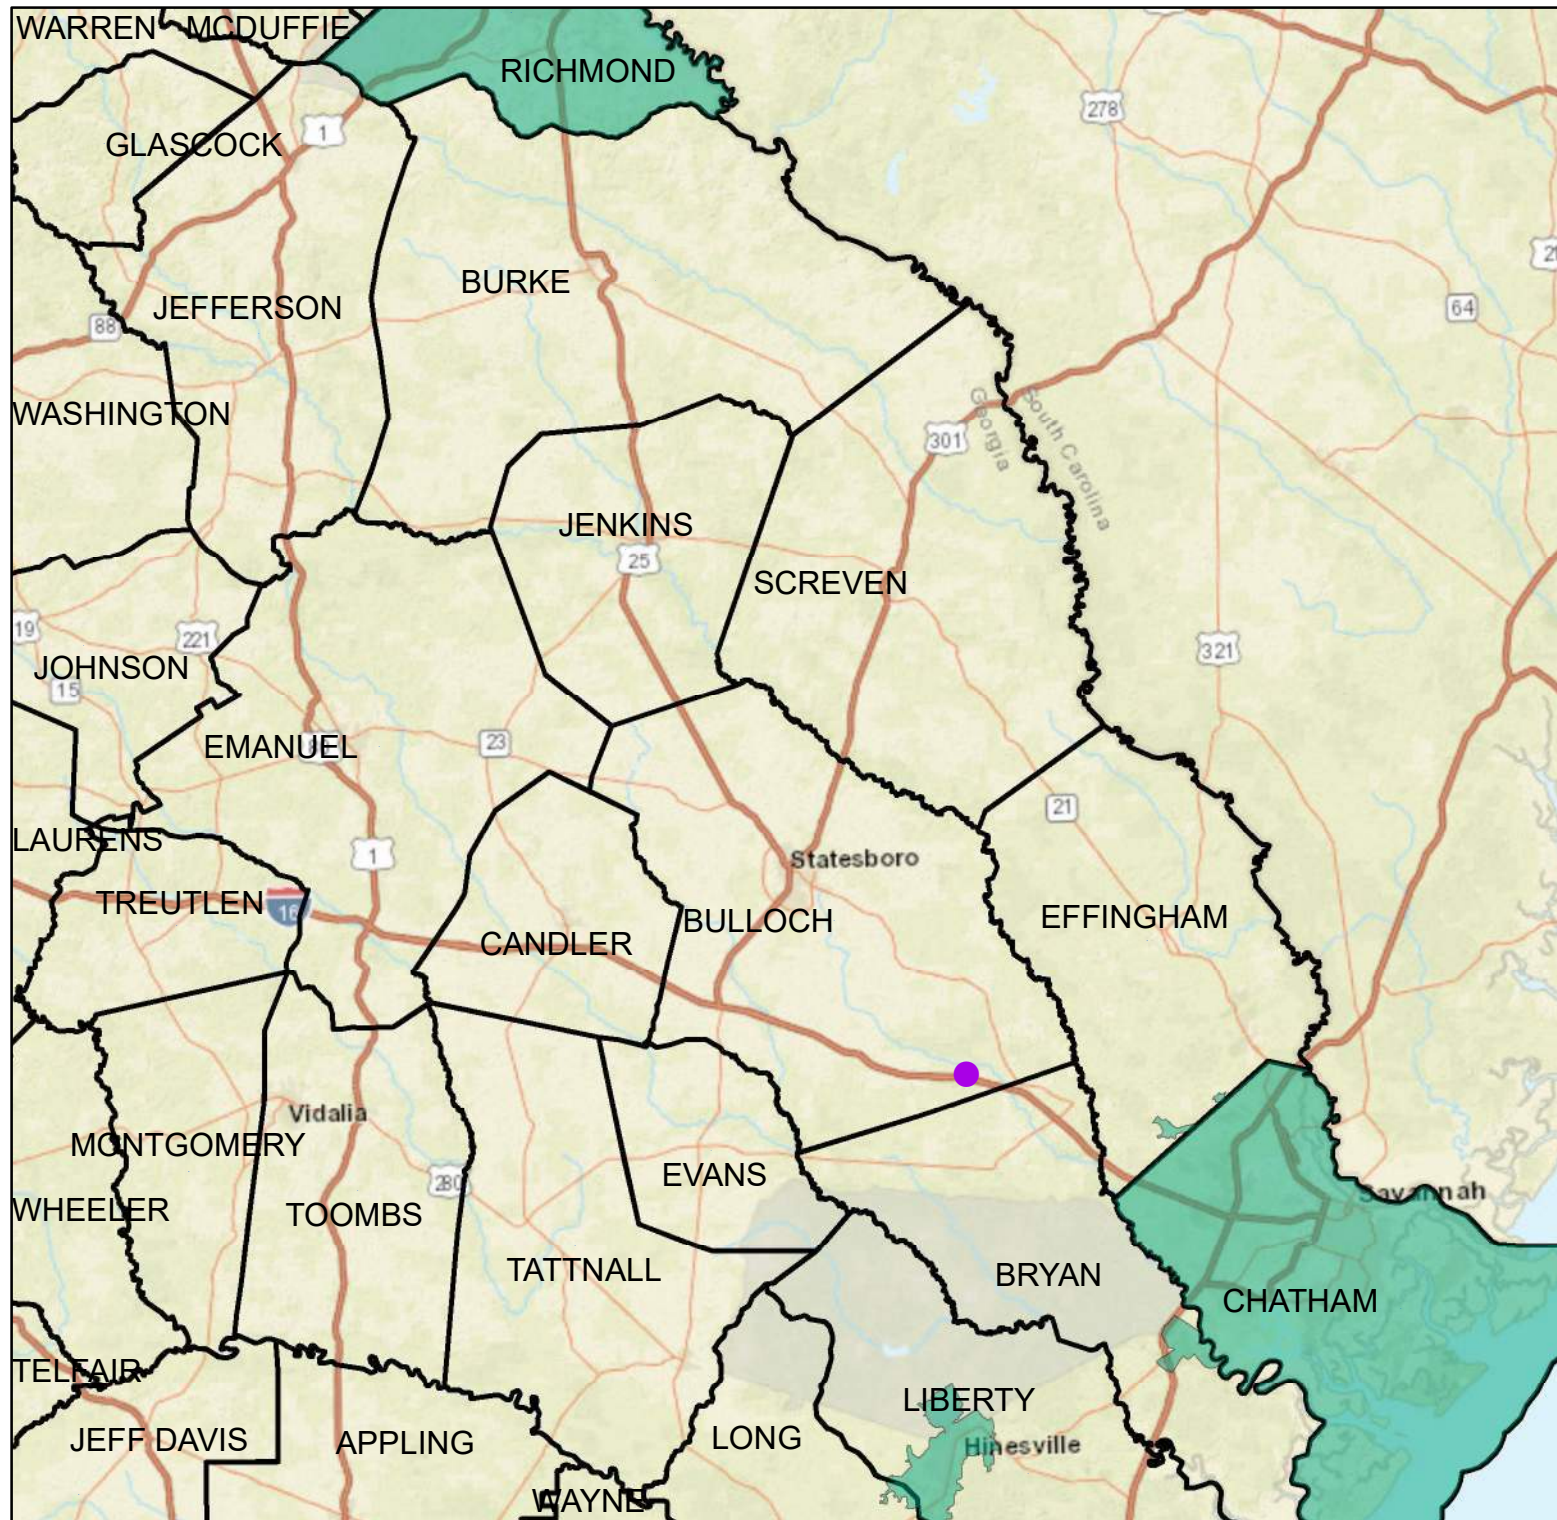 WARREN
MCDUFFIE
RICHMOND
278
1
GLASCOCK
BURKE
JEFFERSON
64
88
WASHINGTON
301
Georgia
South Carolina
JENKINS
25
SCREVEN
19
221
321
JOHNSON
15
EMANUEL
23
21
LAURENS
1
Statesboro
TREUTLEN
16
BULLOCH
EFFINGHAM
CANDLER
Vidalia
MONTGOMERY
EVANS
280
Savannah
WHEELER
TOOMBS
TATTNALL
BRYAN
CHATHAM
TELFAIR
LIBERTY
JEFF DAVIS
APPLING
LONG
Hinesville
WAYNE